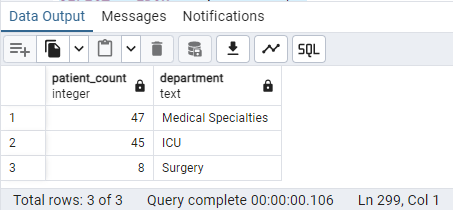 Data Output Messages Notifications
SQL
patient_count department
integer text
1 47 Medical Specialties
2 45 ICU
3 8 Surgery
Total rows: 3 of 3 Query complete 00:00:00.106 Ln 299, Col 1